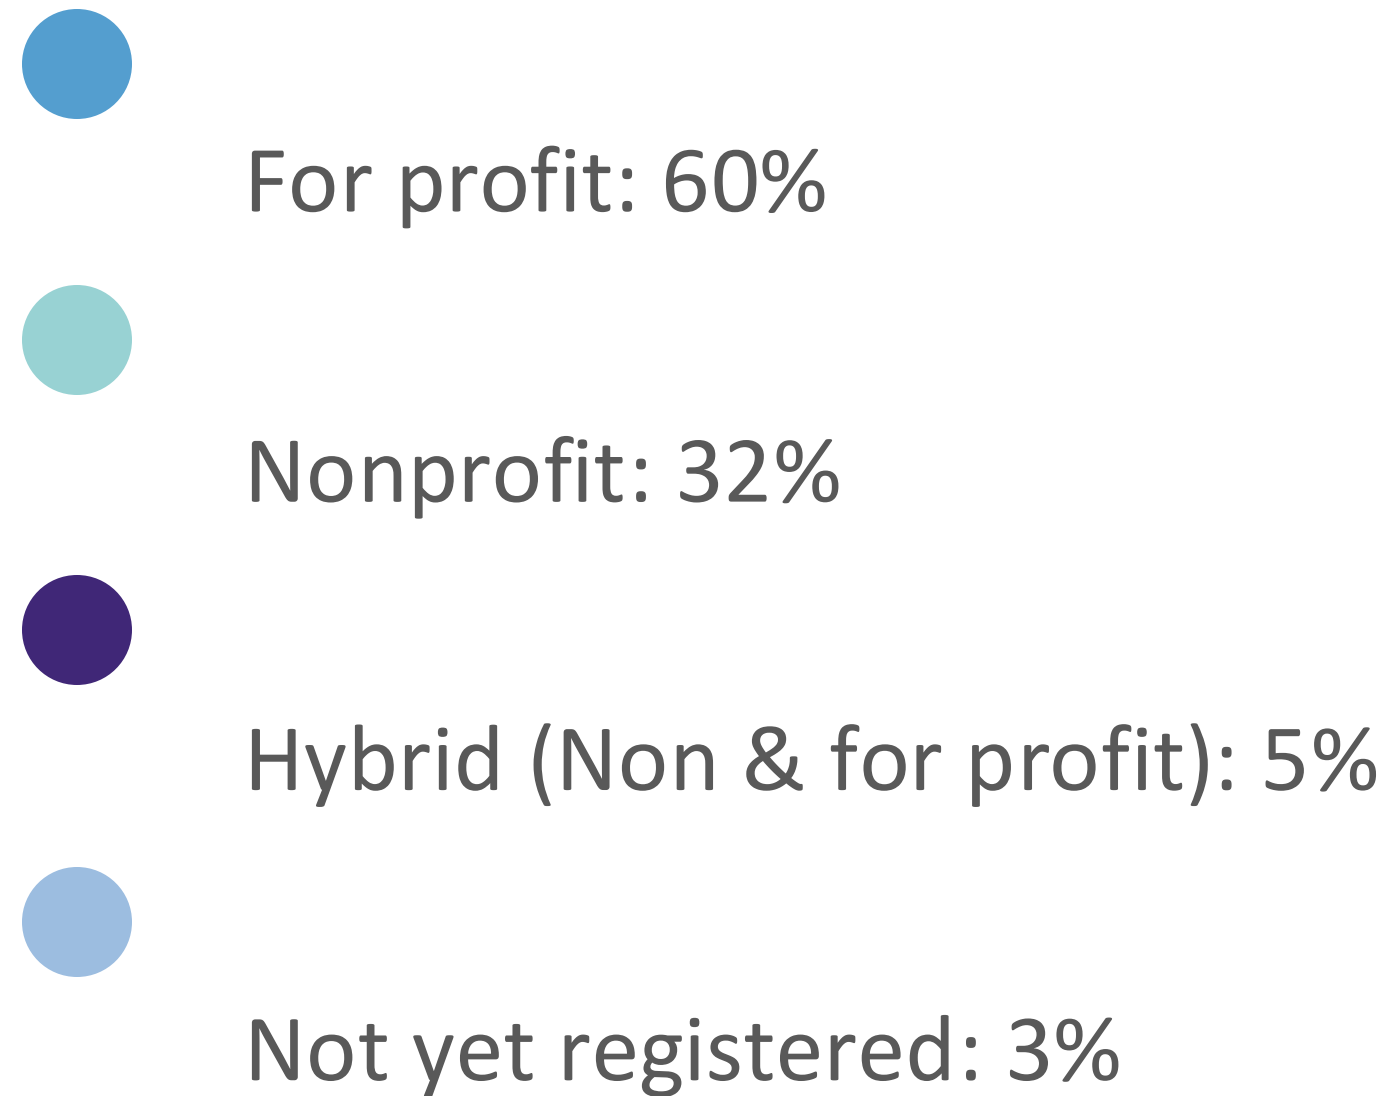 For profit: 60%
Nonprofit: 32%
Hybrid (Non & for profit): 5%
Not yet registered: 3%